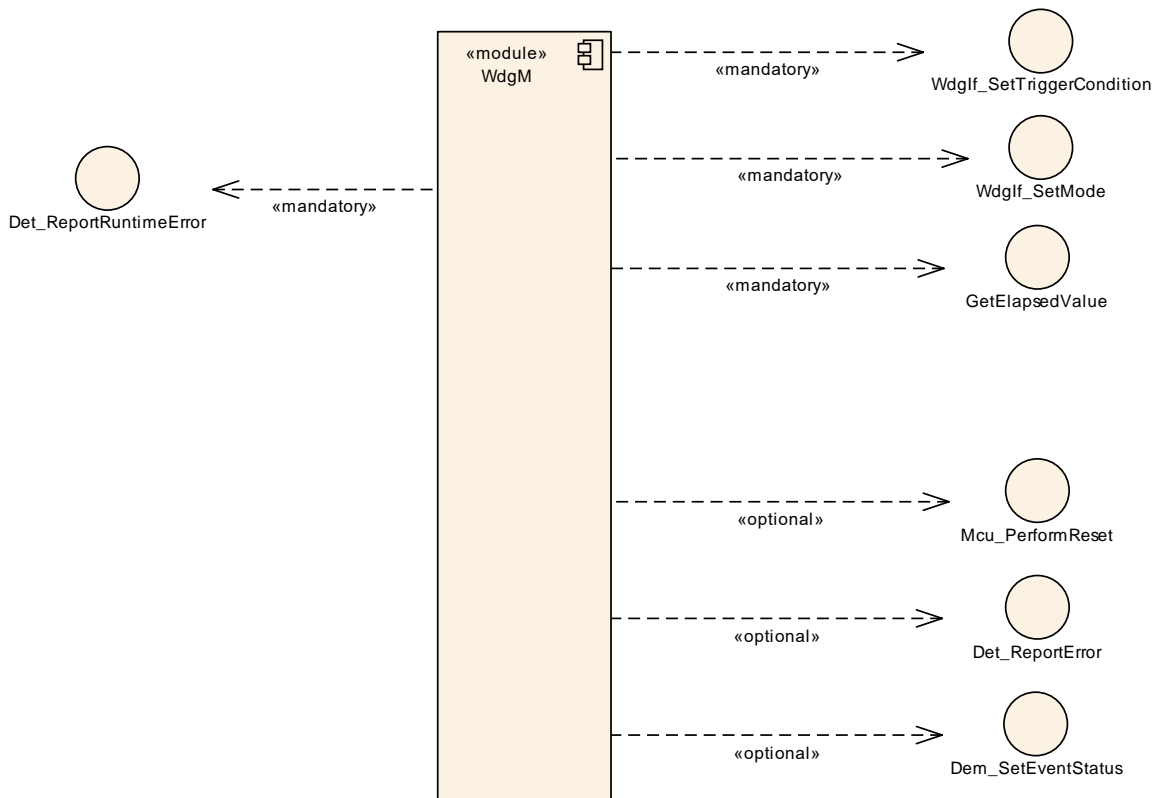 «module»
WdgM
«mandatory»
WdgIf_SetTriggerCondition
«mandatory»
WdgIf_SetMode
Det_ReportRuntimeError
«mandatory»
«mandatory»
GetElapsedValue
«optional»
Mcu_PerformReset
«optional»
Det_ReportError
«optional»
Dem_SetEventStatus